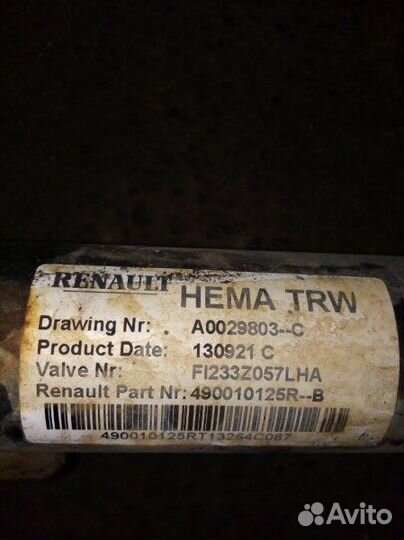 RENAULT HEMA TRW
Drawing Nr: A0029803--C
Product Date: 130921 C
Valve Nr: FI233Z057LHA
Renault Part Nr: 490010125R--B
490010125RT13264C087
Avito